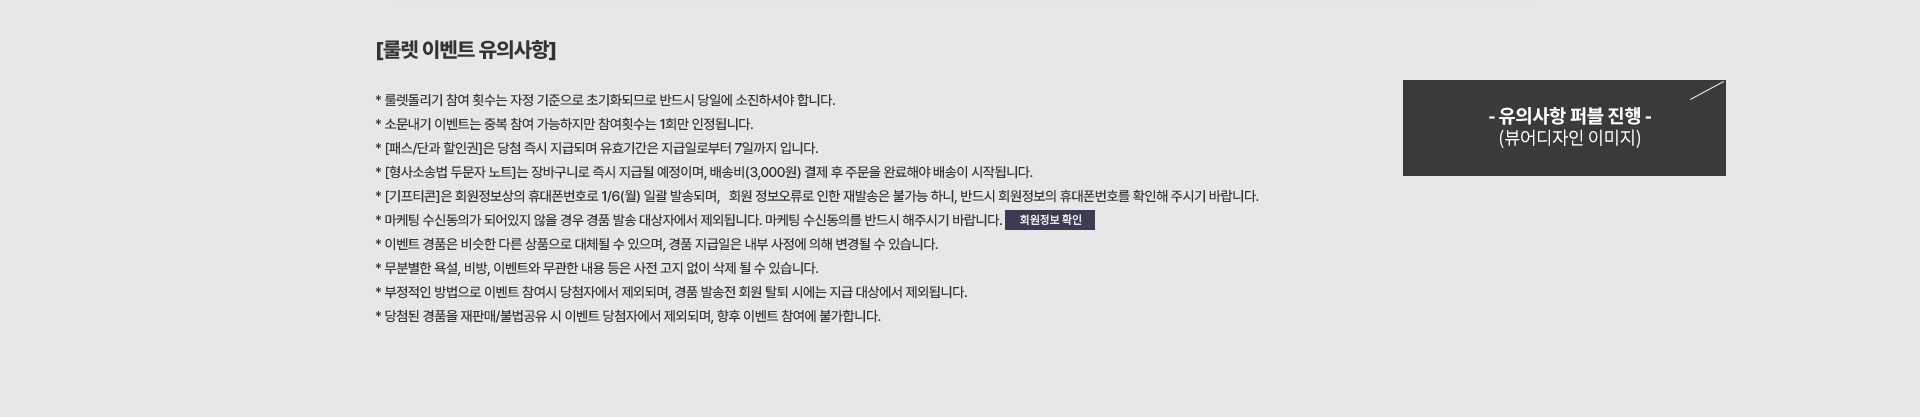 [룰렛 이벤트 유의사항]
* 룰렛돌리기 참여 횟수는 자정 기준으로 초기화되므로 반드시 당일에 소진하셔야 합니다.
* 소문내기 이벤트는 중복 참여 가능하지만 참여횟수는 1회만 인정됩니다.
* [패스/단과 할인권]은 당첨 즉시 지급되며 유효기간은 지급일로부터 7일까지 입니다.
* [형사소송법 두문자 노트]는 장바구니로 즉시 지급될 예정이며, 배송비(3,000원) 결제 후 주문을 완료해야 배송이 시작됩니다.
* [기프티콘]은 회원정보상의 휴대폰번호로 1/6(월) 일괄 발송되며, 회원 정보오류로 인한 재발송은 불가능 하니, 반드시 회원정보의 휴대폰번호를 확인해 주시기 바랍니다.
* 마케팅 수신동의가 되어있지 않을 경우 경품 발송 대상자에서 제외됩니다. 마케팅 수신동의를 반드시 해주시기 바랍니다. 회원정보 확인
* 이벤트 경품은 비슷한 다른 상품으로 대체될 수 있으며, 경품 지급일은 내부 사정에 의해 변경될 수 있습니다.
* 무분별한 욕설, 비방, 이벤트와 무관한 내용 등은 사전 고지 없이 삭제 될 수 있습니다.
* 부정적인 방법으로 이벤트 참여시 당첨자에서 제외되며, 경품 발송전 회원 탈퇴 시에는 지급 대상에서 제외됩니다.
* 당첨된 경품을 재판매/불법공유 시 이벤트 당첨자에서 제외되며, 향후 이벤트 참여에 불가합니다.
- 유의사항 퍼블 진행 -
(뷰어디자인 이미지)